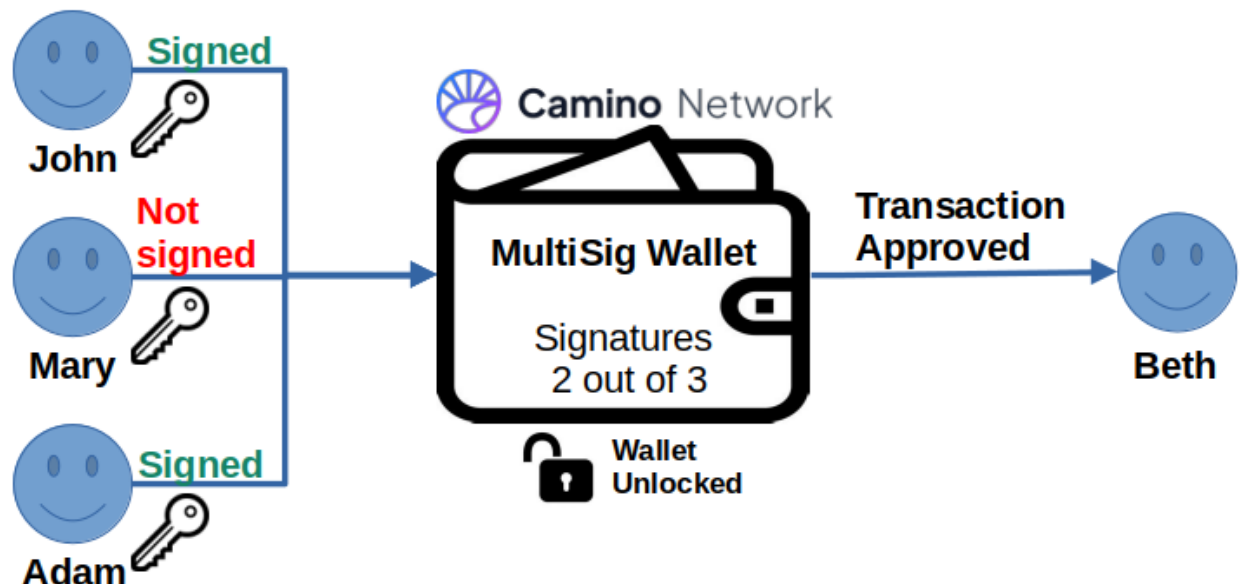 Signed
John
Not
signed
Mary
Signed
Adam
Camino Network
MultiSig Wallet
Signatures
2 out of 3
Wallet
Unlocked
Transaction
Approved
Beth